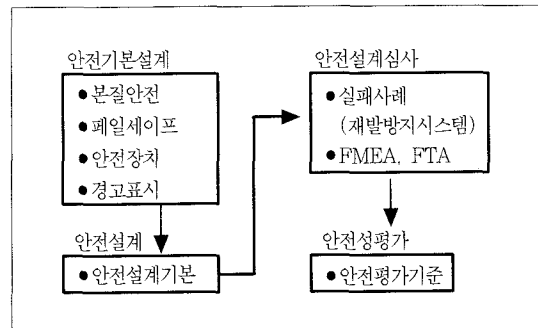 안전기본설계
● 본질안전
● 페일세이프
● 안전장치
● 경고표시
안전설계
● 안전설계기본
안전설계심사
● 실패사례
(재발방지시스템)
● FMEA, FTA
안전성평가
● 안전평가기준